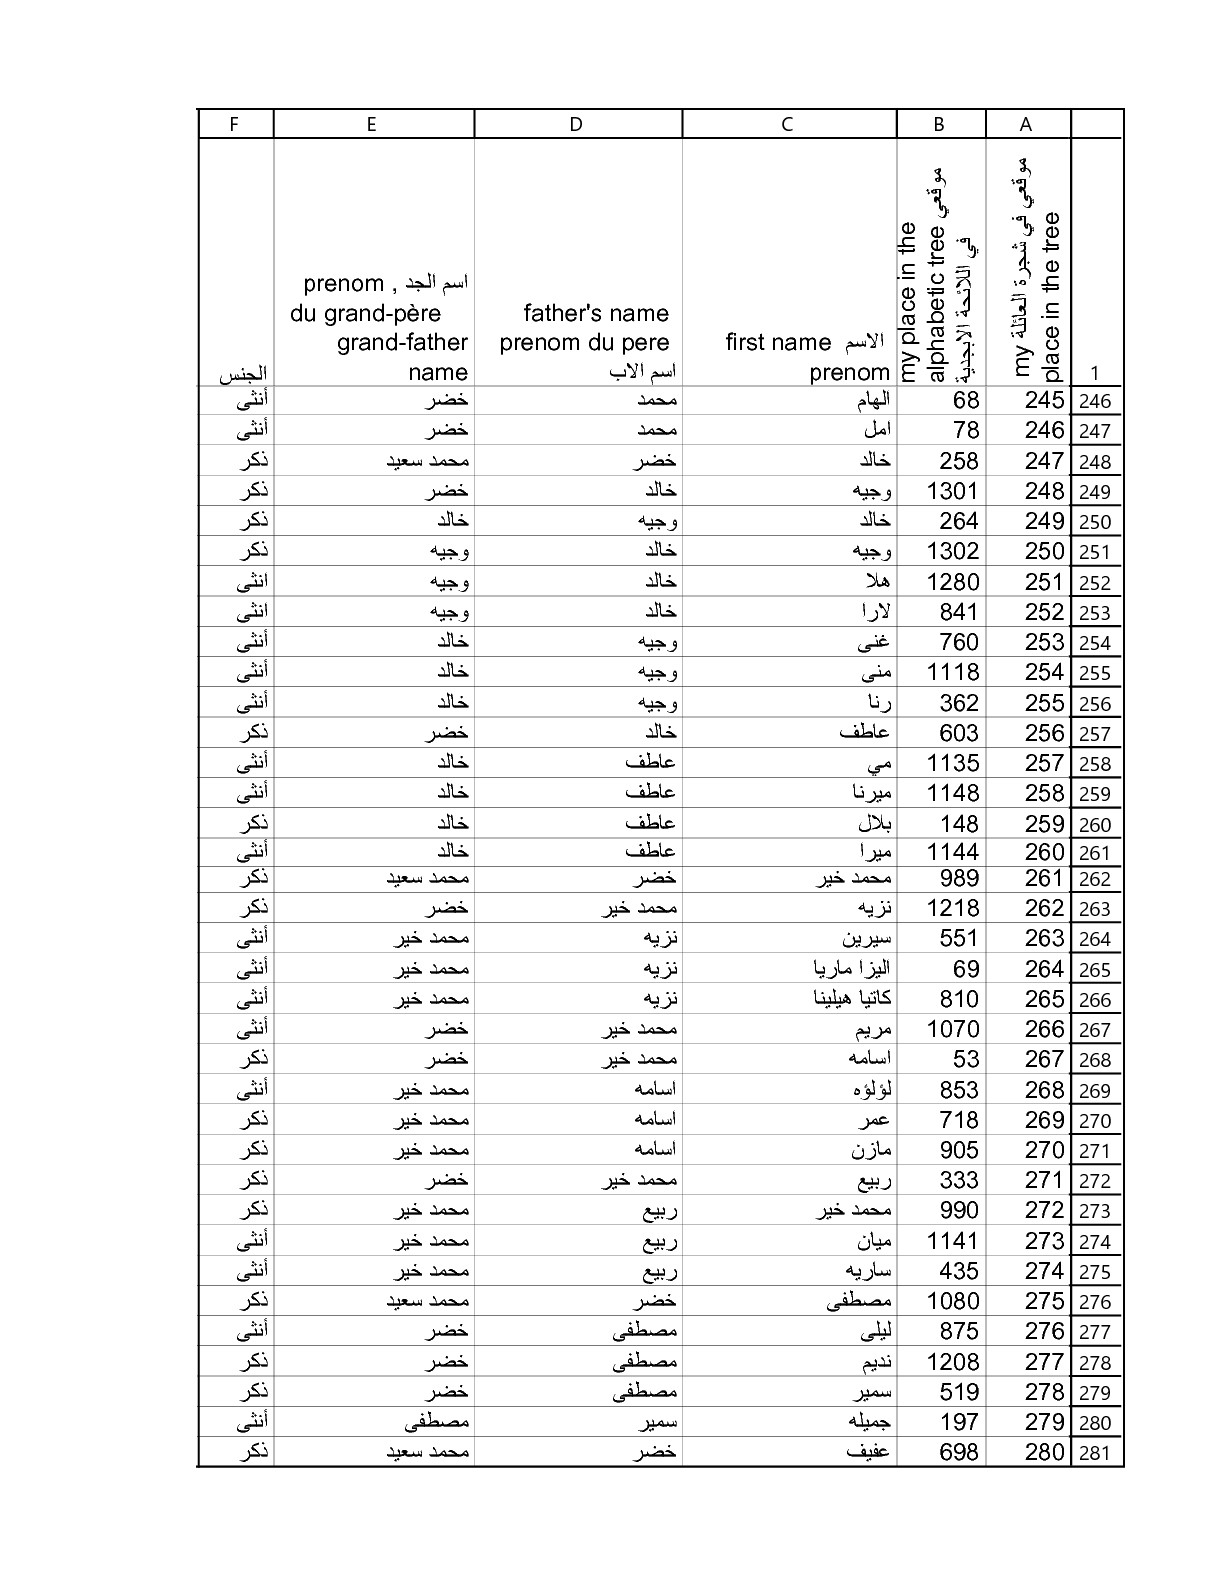 A B C D E F
1 موقعي في شجرة العائلة my place in the tree موقعي my place in the alphabetic tree في اللائحة الابجدية first name الاسم prenom father's name prenom du pere اسم الاب prenom , اسم الجد du grand-père grand-father name الجنس
246 245 68 الهام محمد خضر أنثى
247 246 78 امل محمد خضر أنثى
248 247 258 خالد خضر محمد سعيد ذكر
249 248 1301 وجيه خالد خضر ذكر
250 249 264 خالد وجيه خالد ذكر
251 250 1302 وجيه خالد وجيه ذكر
252 251 1280 هلا خالد وجيه انثى
253 252 841 لارا خالد وجيه انثى
254 253 760 غنى وجيه خالد أنثى
255 254 1118 منى وجيه خالد أنثى
256 255 362 رنا وجيه خالد أنثى
257 256 603 عاطف خالد خضر ذكر
258 257 1135 مي عاطف خالد أنثى
259 258 1148 ميرنا عاطف خالد أنثى
260 259 148 بلال عاطف خالد ذكر
261 260 1144 ميرا عاطف خالد أنثى
262 261 989 محمد خير خضر محمد سعيد ذكر
263 262 1218 نزيه محمد خير خضر ذكر
264 263 551 سيرين نزيه محمد خير أنثى
265 264 69 اليزا ماريا نزيه محمد خير أنثى
266 265 810 كاتيا هيلينا نزيه محمد خير أنثى
267 266 1070 مريم محمد خير خضر أنثى
268 267 53 اسامه محمد خير خضر ذكر
269 268 853 لؤلؤه اسامه محمد خير أنثى
270 269 718 عمر اسامه محمد خير ذكر
271 270 905 مازن اسامه محمد خير ذكر
272 271 333 ربيع محمد خير خضر ذكر
273 272 990 محمد خير ربيع محمد خير ذكر
274 273 1141 ميان ربيع محمد خير أنثى
275 274 435 ساريه ربيع محمد خير أنثى
276 275 1080 مصطفى خضر محمد سعيد ذكر
277 276 875 ليلى مصطفى خضر أنثى
278 277 1208 نديم مصطفى خضر ذكر
279 278 519 سمير مصطفى خضر ذكر
280 279 197 جميله سمير مصطفى أنثى
281 280 698 عفيف خضر محمد سعيد ذكر